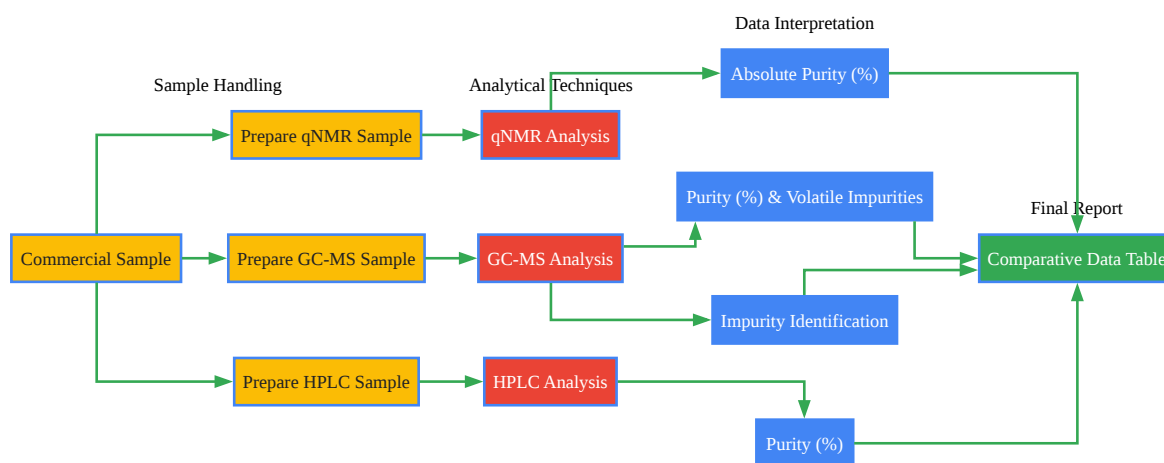 Data Interpretation
Sample Handling
Analytical Techniques
Absolute Purity (%)
Prepare qNMR Sample
qNMR Analysis
Purity (%) & Volatile Impurities
Final Report
Commercial Sample
Prepare GC-MS Sample
GC-MS Analysis
Comparative Data Table
Impurity Identification
Prepare HPLC Sample
HPLC Analysis
Purity (%)